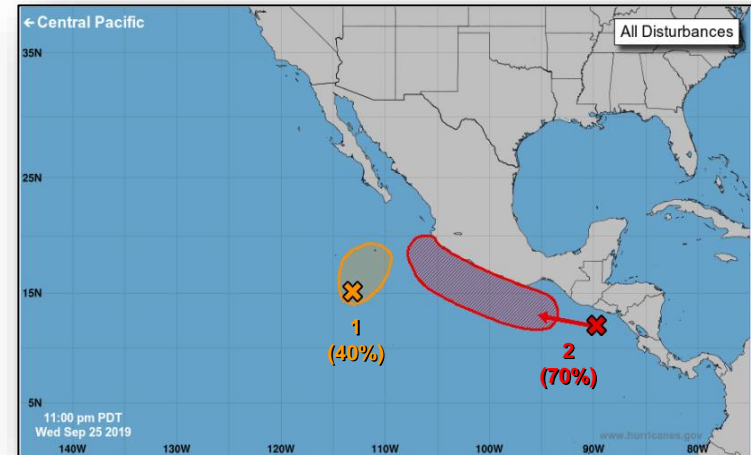 ←Central Pacific
All Disturbances
35N
25N
15N
5N
1
(40%)
2
(70%)
11:00 pm PDT
Wed Sep 25 2019
www.hurricanes.gov
140W 130W 120W 110W 100W 90W 80W